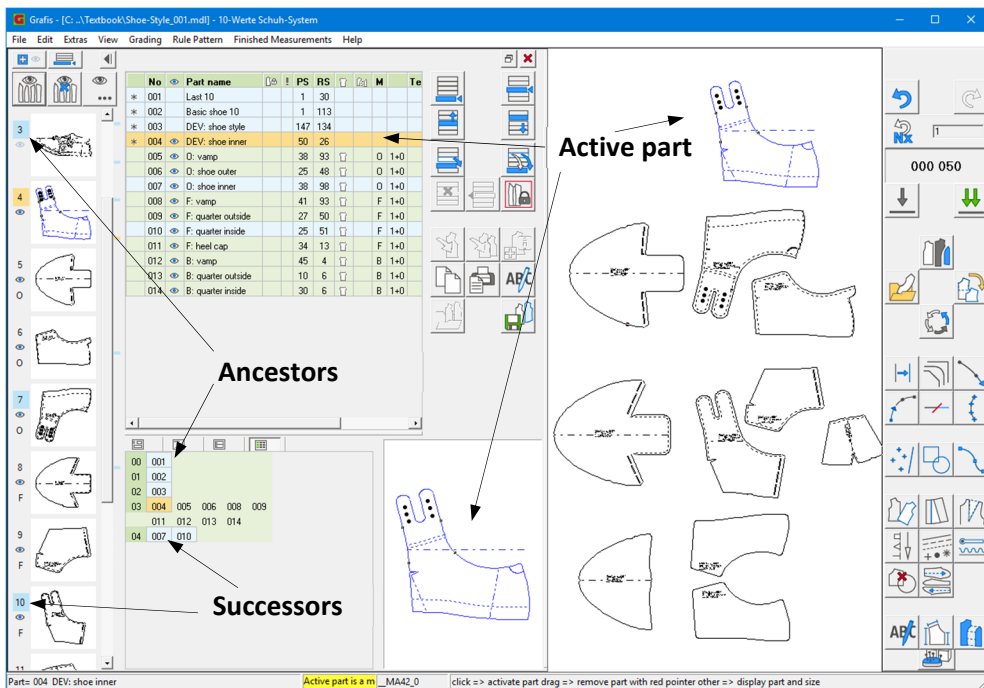 Grafis - [C: ..\Textbook\Shoe-Style_001.mdl] - 10-Werte Schuh-System
File Edit Extras View Grading Rule Pattern Finished Measurements Help
No Part name ! PS RS M Te
* 001 Last 10 1 30
* 002 Basic shoe 10 1 113
* 003 DEV: shoe style 147 134
* 004 DEV: shoe inner 50 26
005 O: vamp 38 93 O 1+0
006 O: shoe outer 25 48 O 1+0
007 O: shoe inner 38 98 O 1+0
008 F: vamp 41 93 F 1+0
009 F: quarter outside 27 50 F 1+0
010 F: quarter inside 25 51 F 1+0
011 F: heel cap 34 13 F 1+0
012 B: vamp 45 4 B 1+0
013 B: quarter outside 10 6 B 1+0
014 B: quarter inside 30 6 B 1+0
3
4
5
O
6
O
7
O
8
F
9
F
10
F
11
Active part
Ancestors
Successors
00 001
01 002
02 003
03 004 005 006 008 009
011 012 013 014
04 007 010
ABC
NX
1
000 050
ABC
Part= 004 DEV: shoe inner
Active part is a m
_MA42_0
click => activate part drag => remove part with red pointer other => display part and size